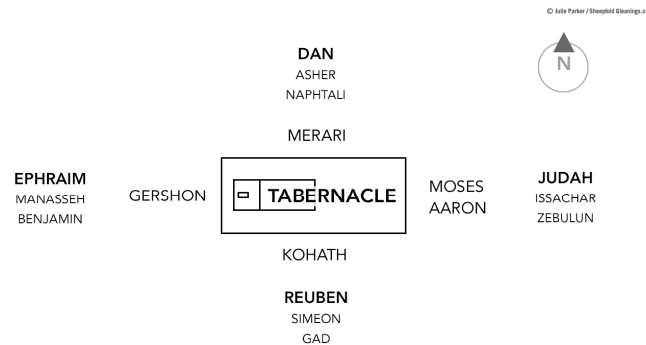 © Julie Parker / Sheepfold Gleanings.c
N
DAN
ASHER
NAPHTALI
MERARI
EPHRAIM
MANASSEH
BENJAMIN
GERSHON
TABERNACLE
MOSES
AARON
JUDAH
ISSACHAR
ZEBULUN
KOHATH
REUBEN
SIMEON
GAD